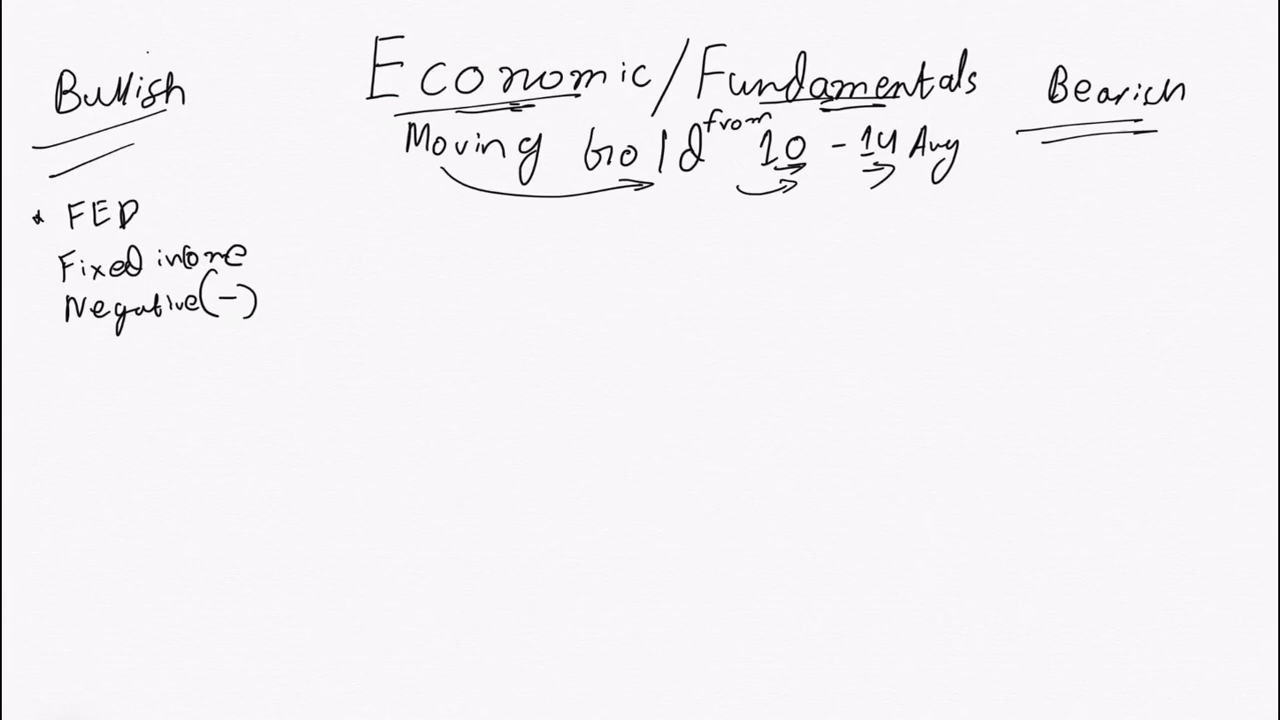 Economic/Fundamentals
Bullish
Bearish
Moving Gold from 10 - 14 Aug
* FED
Fixed income
Negative (-)